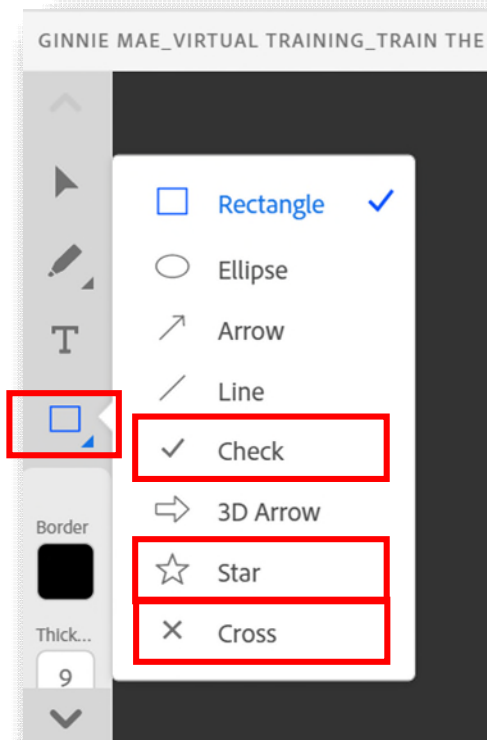 GINNIE MAE_VIRTUAL TRAINING_TRAIN THE
Rectangle
Ellipse
T
Arrow
Line
Check
3D Arrow
Border
Star
Thick...
Cross
9